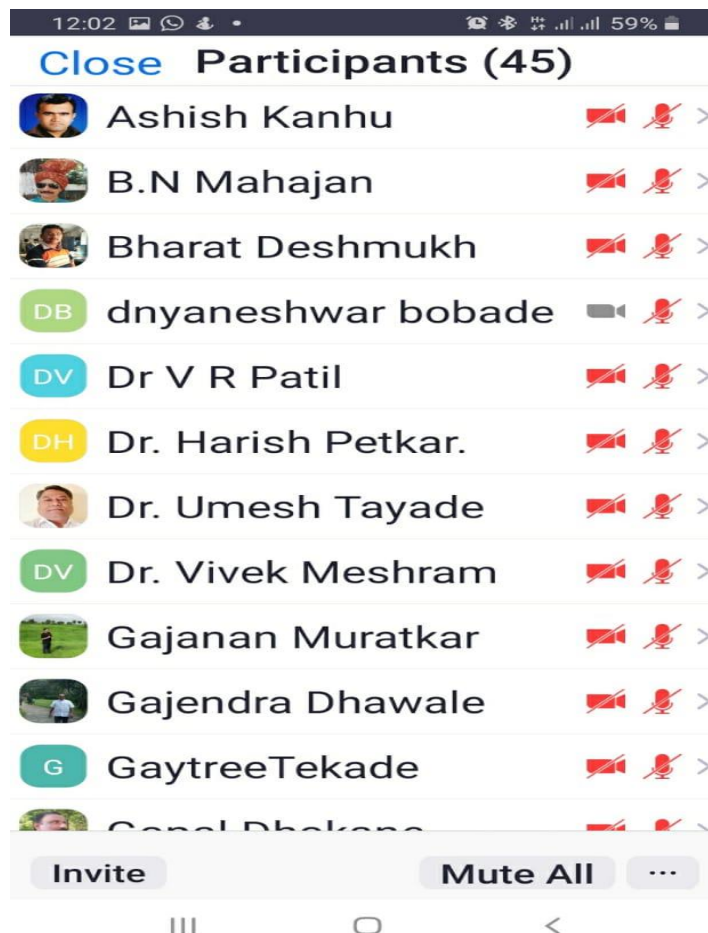 12:02 59%
Close Participants (45)
Ashish Kanhu
B.N Mahajan
Bharat Deshmukh
DB dnyaneshwar bobade
DV Dr V R Patil
DH Dr. Harish Petkar.
Dr. Umesh Tayade
DV Dr. Vivek Meshram
Gajanan Muratkar
Gajendra Dhawale
G GaytreeTekade
Invite Mute All ...